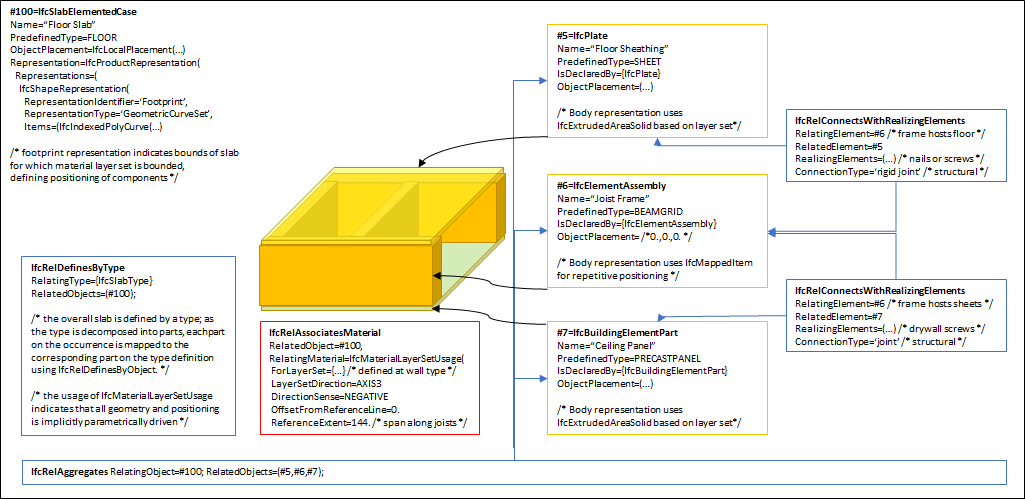 #100=IfcSlabElementedCase
Name=“Floor Slab”
PredefinedType=FLOOR
ObjectPlacement=IfcLocalPlacement(...)
Representation=IfcProductRepresentation(
Representations=(
IfcShapeRepresentation(
RepresentationIdentifier=‘Footprint’,
RepresentationType=‘GeometricCurveSet’,
Items=(IfcIndexedPolyCurve(...)
/* footprint representation indicates bounds of slab
for which material layer set is bounded,
defining positioning of components */
#5=IfcPlate
Name=“Floor Sheathing”
PredefinedType=SHEET
IsDeclaredBy={IfcPlate}
ObjectPlacement=(...)
/* Body representation uses
IfcExtrudedAreaSolid based on layer set*/
IfcRelConnectsWithRealizingElements
RelatingElement=#6 /* frame hosts floor */
RelatedElement=#5
RealizingElements=(...) /* nails or screws */
ConnectionType=‘rigid joint’ /* structural */
#6=IfcElementAssembly
Name=“Joist Frame”
PredefinedType=BEAMGRID
IsDeclaredBy={IfcElementAssembly}
ObjectPlacement= /*0.,0.,0. */
/* Body representation uses IfcMappedItem
for repetitive positioning */
IfcRelDefinesByType
RelatingType={IfcSlabType}
RelatedObjects=(#100);
/* the overall slab is defined by a type; as
the type is decomposed into parts, eachpart
on the occurrence is mapped to the
corresponding part on the type definition
using IfcRelDefinesByObject. */
/* the usage of IfcMaterialLayerSetUsage
indicates that all geometry and positioning
is implicitly parametrically driven */
IfcRelAssociatesMaterial
RelatedObject=#100,
RelatingMaterial=IfcMaterialLayerSetUsage(
ForLayerSet={...} /* defined at wall type */
LayerSetDirection=AXIS3
DirectionSense=NEGATIVE
OffsetFromReferenceLine=0.
ReferenceExtent=144. /* span along joists */
#7=IfcBuildingElementPart
Name=“Ceiling Panel”
PredefinedType=PRECASTPANEL
IsDeclaredBy={IfcBuildingElementPart}
ObjectPlacement=(...)
/* Body representation uses
IfcExtrudedAreaSolid based on layer set*/
IfcRelConnectsWithRealizingElements
RelatingElement=#6 /* frame hosts sheets */
RelatedElement=#7
RealizingElements=(...) /* drywall screws */
ConnectionType=‘joint’ /* structural */
IfcRelAggregates RelatingObject=#100; RelatedObjects=(#5,#6,#7);